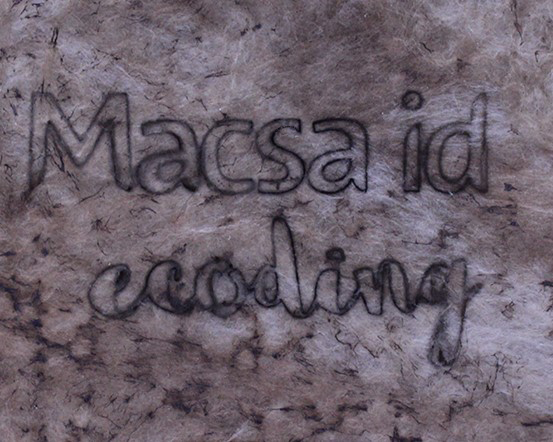 Macsa id
ecoding